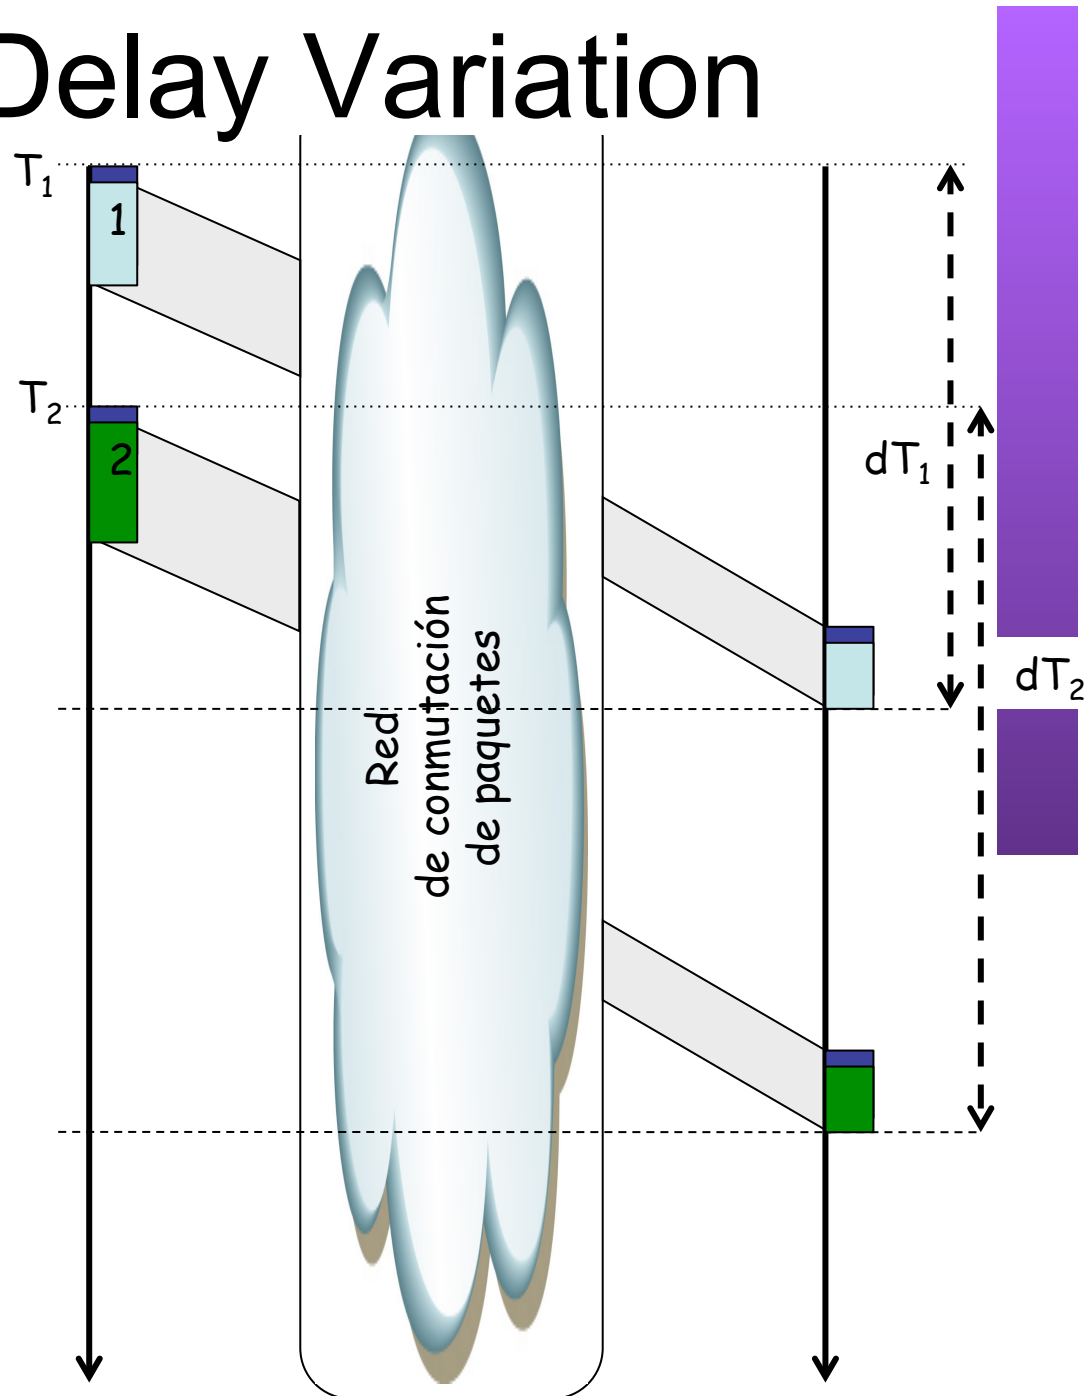 Delay Variation
T1
1
T2
2
dT1
Red
de conmutación
de paquetes
dT2